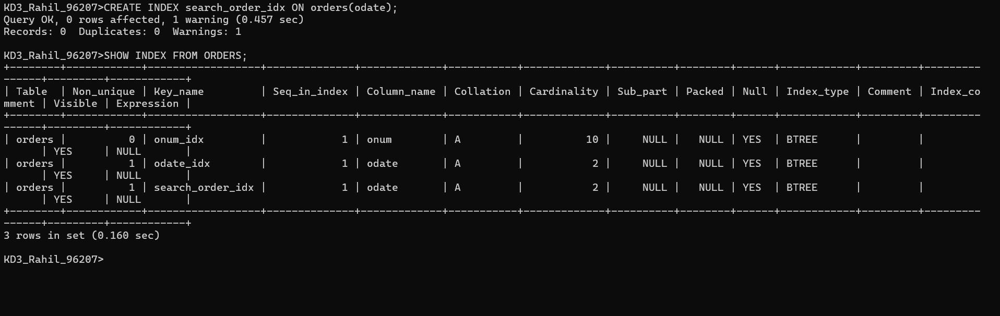 KD3_Rahil_96207>CREATE INDEX search_order_idx ON orders(odate);
Query OK, 0 rows affected, 1 warning (0.457 sec)
Records: 0  Duplicates: 0  Warnings: 1

KD3_Rahil_96207>SHOW INDEX FROM ORDERS;
+--------+------------+------------------+--------------+-------------+-----------+-------------+----------+--------+------+------------+---------+---------
------+---------+------------+
| Table  | Non_unique | Key_name         | Seq_in_index | Column_name | Collation | Cardinality | Sub_part | Packed | Null | Index_type | Comment | Index_co
mment | Visible | Expression |
+--------+------------+------------------+--------------+-------------+-----------+-------------+----------+--------+------+------------+---------+---------
------+---------+------------+
| orders |          0 | onum_idx         |            1 | onum        | A         |          10 |     NULL |   NULL | YES  | BTREE      |         |
      | YES     | NULL       |
| orders |          1 | odate_idx        |            1 | odate       | A         |           2 |     NULL |   NULL | YES  | BTREE      |         |
      | YES     | NULL       |
| orders |          1 | search_order_idx |            1 | odate       | A         |           2 |     NULL |   NULL | YES  | BTREE      |         |
      | YES     | NULL       |
+--------+------------+------------------+--------------+-------------+-----------+-------------+----------+--------+------+------------+---------+---------
------+---------+------------+
3 rows in set (0.160 sec)

KD3_Rahil_96207>